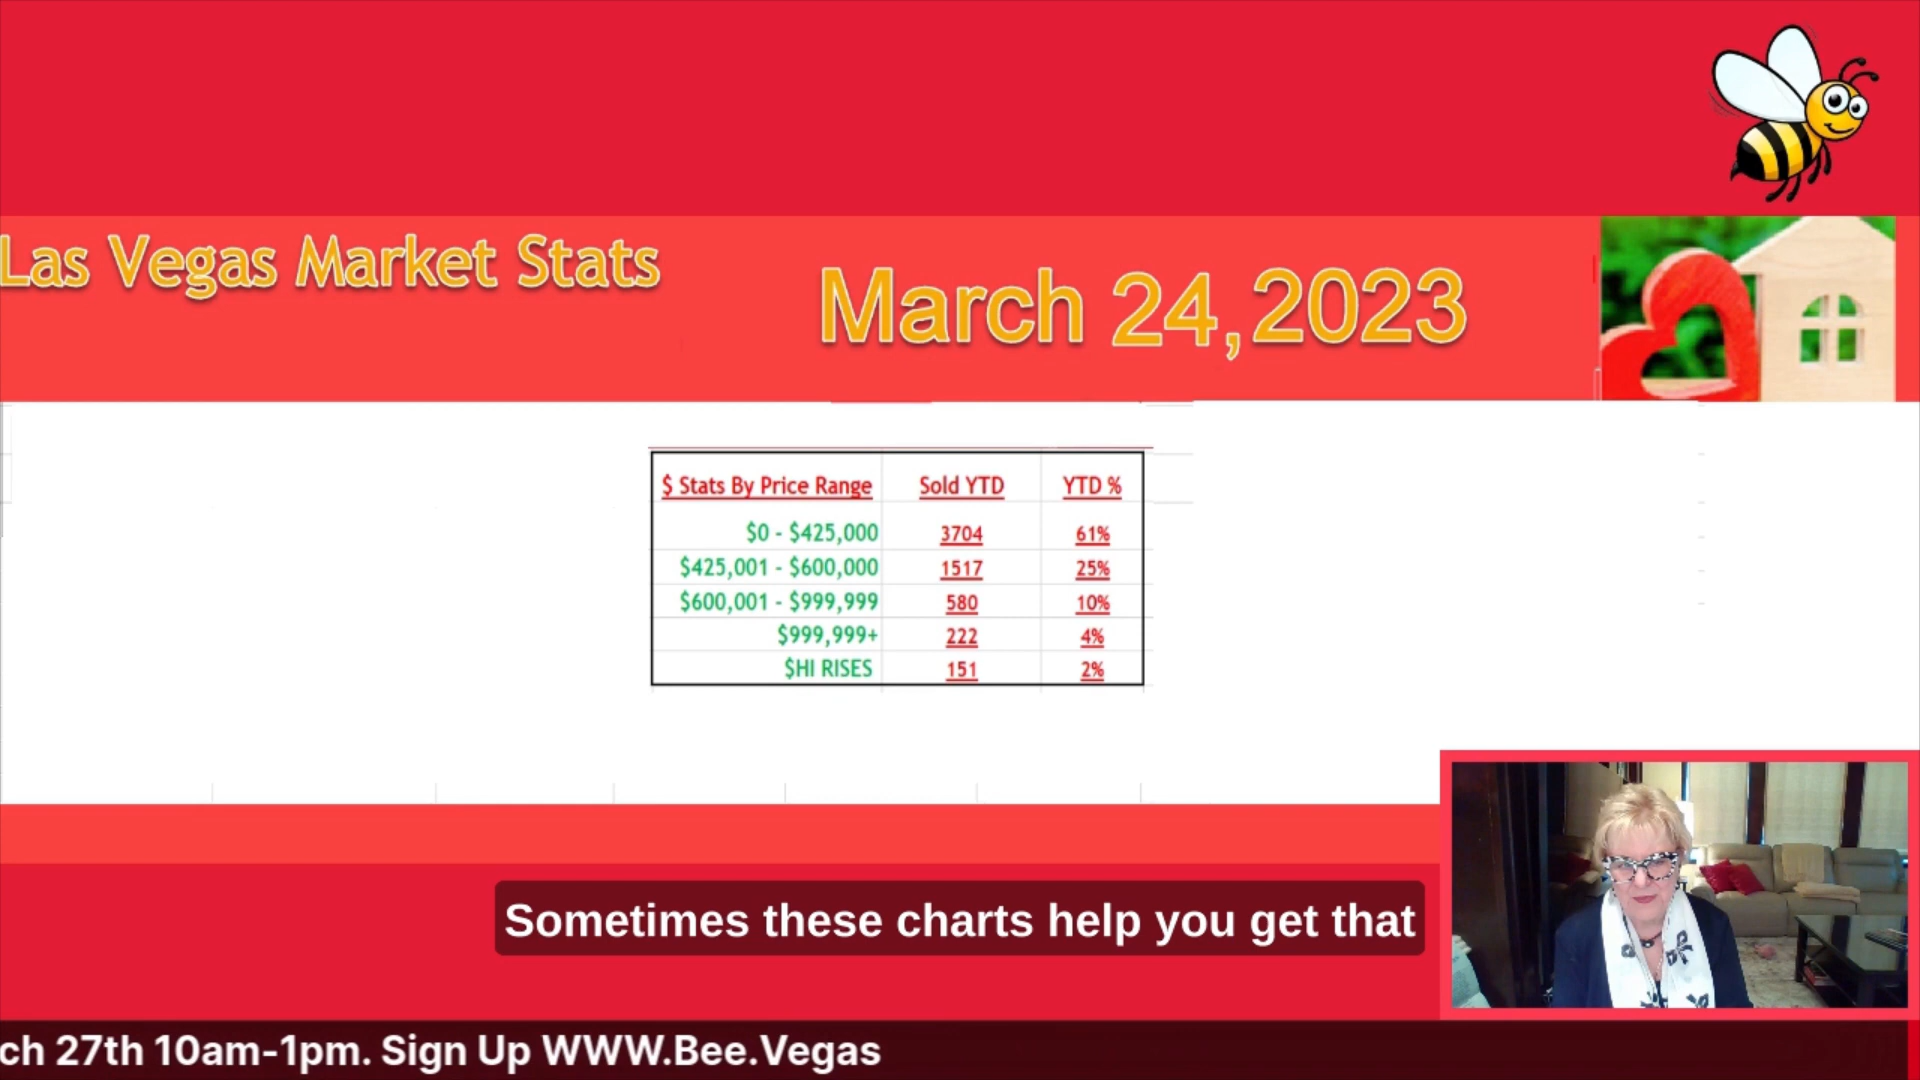 Las Vegas Market Stats
March 24,2023
$ Stats By Price Range Sold YTD YTD %
$0 - $425,000 3704 61%
$425,001 - $600,000 1517 25%
$600,001 - $999,999 580 10%
$999,999+ 222 4%
$HI RISES 151 2%
Sometimes these charts help you get that
ch 27th 10am-1pm. Sign Up WWW.Bee.Vegas